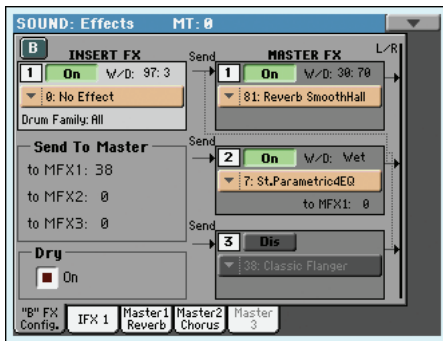 SOUND: Effects MT: 0
B INSERT FX Send MASTER FX L/R
1 On W/D: 97:3
0: No Effect
Drum Family: All
1 On W/D: 30:70
81: Reverb SmoothHall
Send To Master
to MFX1: 38
to MFX2: 0
to MFX3: 0
Send
2 On W/D: Wet
7: St.Parametric4EQ
to MFX1: 0
Dry
On
Send
3 Dis
38: Classic Flanger
"B" FX
Config.
IFX 1
Master1
Reverb
Master2
Chorus
Master
3